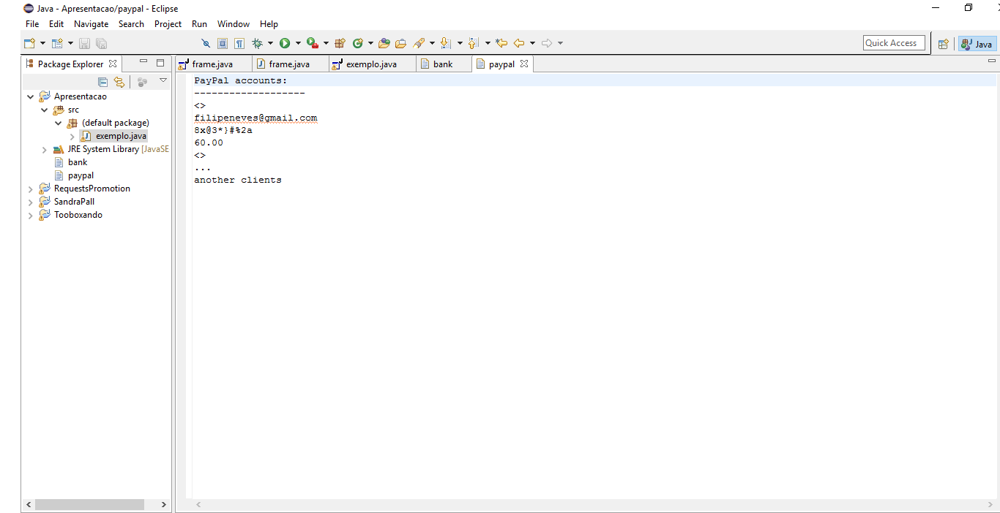 Java - Apresentacao/paypal - Eclipse
File Edit Navigate Search Project Run Window Help
Quick Access
Java
Package Explorer
frame.java
frame.java
exemplo.java
bank
paypal
Apresentacao
src
(default package)
exemplo.java
JRE System Library [JavaSE
bank
paypal
RequestsPromotion
SandraPall
Tooboxando
PayPal accounts:
-------------------
<>
filipeneves@gmail.com
8x@3*}#%2a
60.00
<>
...
another clients